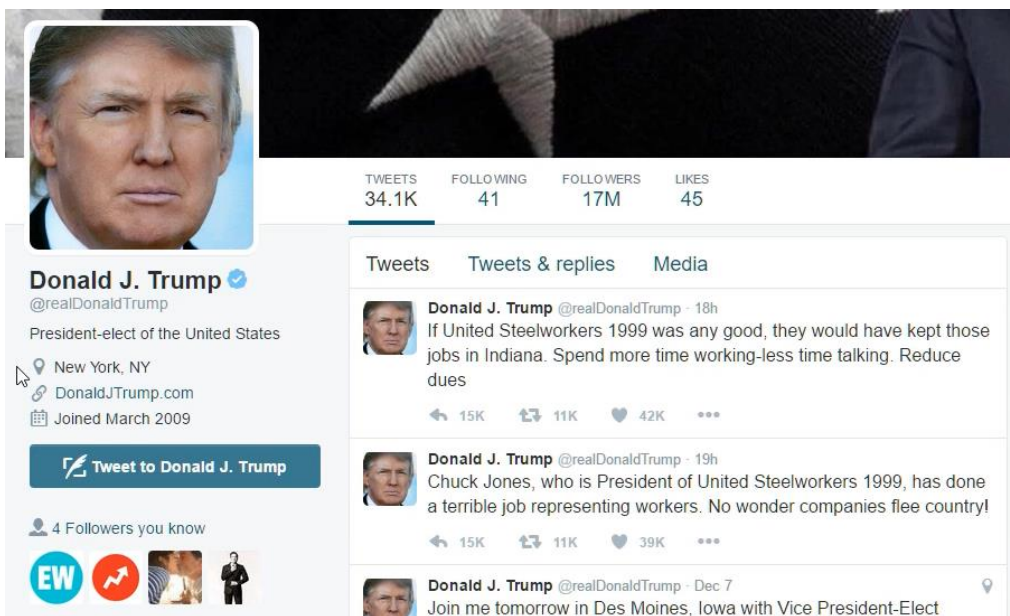 TWEETS FOLLOWING FOLLOWERS LIKES
34.1K 41 17M 45
Donald J. Trump
@realDonaldTrump
President-elect of the United States
New York, NY
DonaldJTrump.com
Joined March 2009
Tweet to Donald J. Trump
4 Followers you know
EW
Tweets Tweets & replies Media
Donald J. Trump @realDonaldTrump · 18h
If United Steelworkers 1999 was any good, they would have kept those
jobs in Indiana. Spend more time working-less time talking. Reduce
dues
15K 11K 42K
Donald J. Trump @realDonaldTrump · 19h
Chuck Jones, who is President of United Steelworkers 1999, has done
a terrible job representing workers. No wonder companies flee country!
15K 11K 39K
Donald J. Trump @realDonaldTrump · Dec 7
Join me tomorrow in Des Moines, Iowa with Vice President-Elect